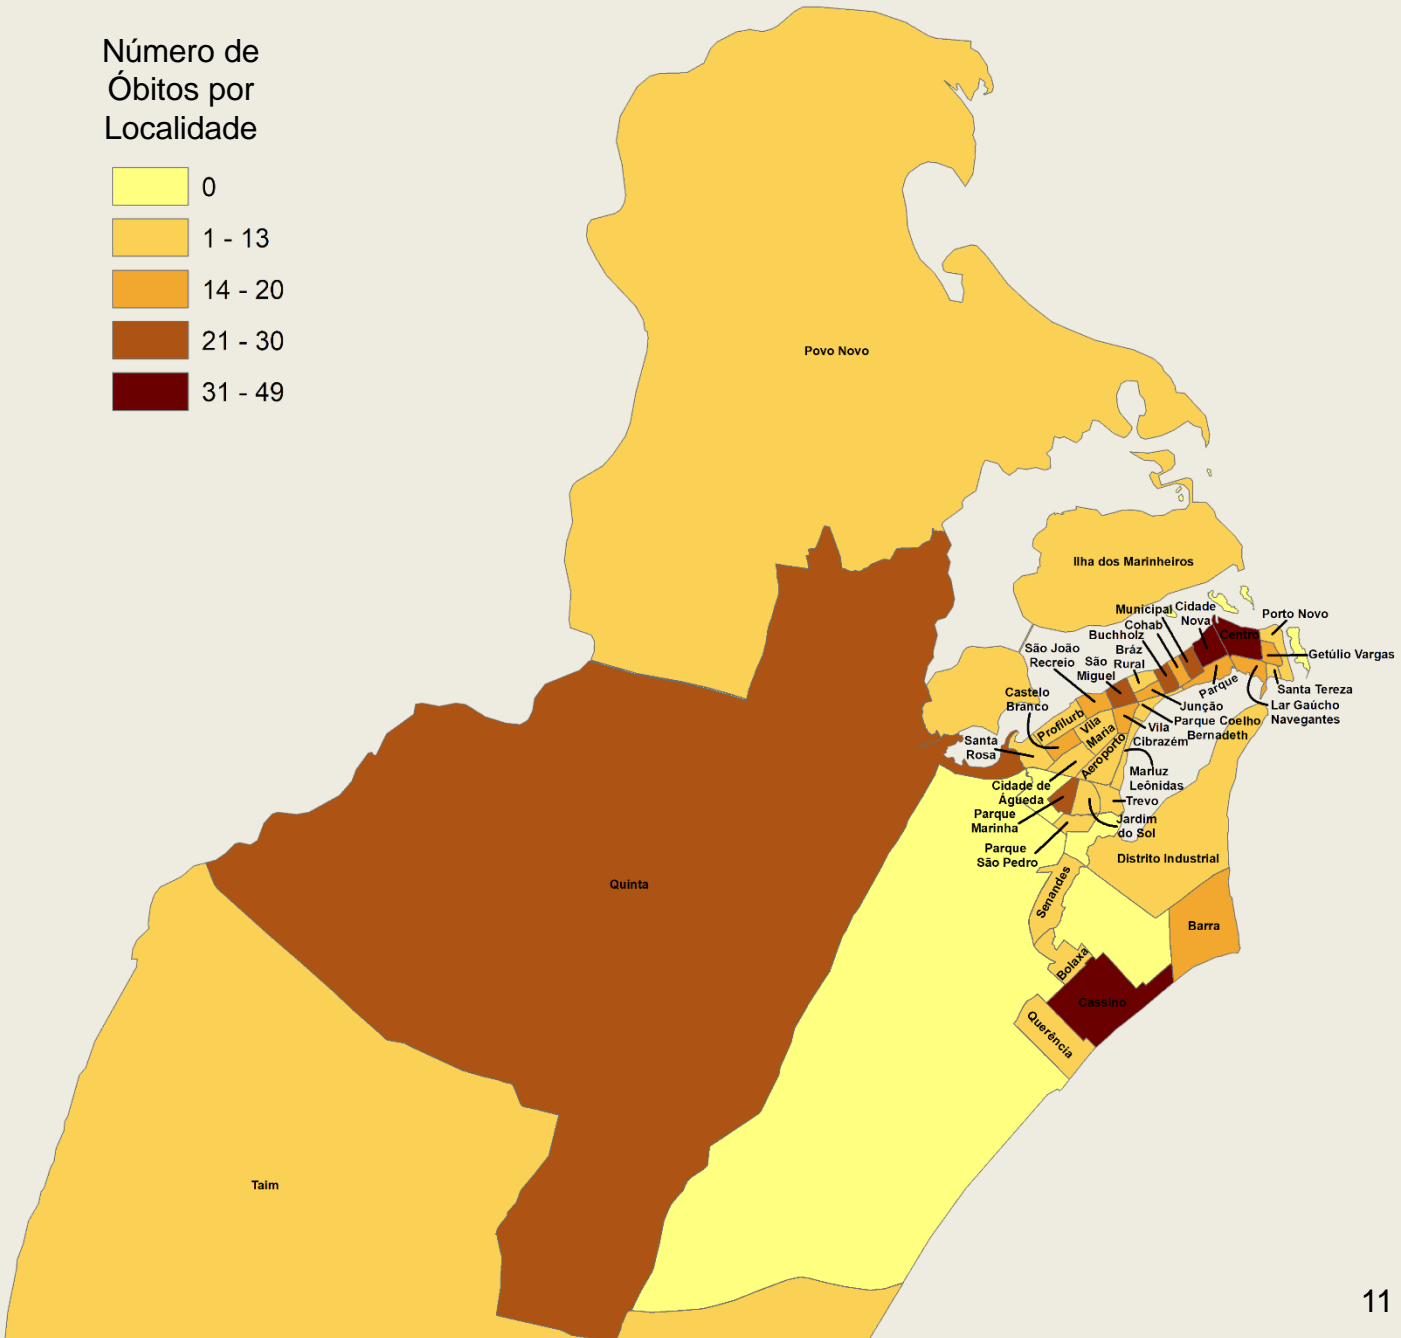 Número de
Óbitos por
Localidade
0
1 - 13
14 - 20
21 - 30
31 - 49
Povo Novo
Ilha dos Marinheiros
Municipal
Cidade
Nova
Porto Novo
Cohab
Buchholz
Centro
Getúlio Vargas
São João
Recreio
Bráz
Rural
São
Miguel
Parque
Santa Tereza
Castelo
Branco
Junção
Lar Gaúcho
Navegantes
Profilurb
Vila
Maria
Vila
Cibrazém
Parque Coelho
Bernadeth
Santa
Rosa
Aeroporto
Marluz
Leônidas
Cidade de
Águeda
Trevo
Parque
Marinha
Jardim
do Sol
Parque
São Pedro
Distrito Industrial
Quinta
Senandes
Barra
Bolaxa
Cassino
Querência
Taim
11